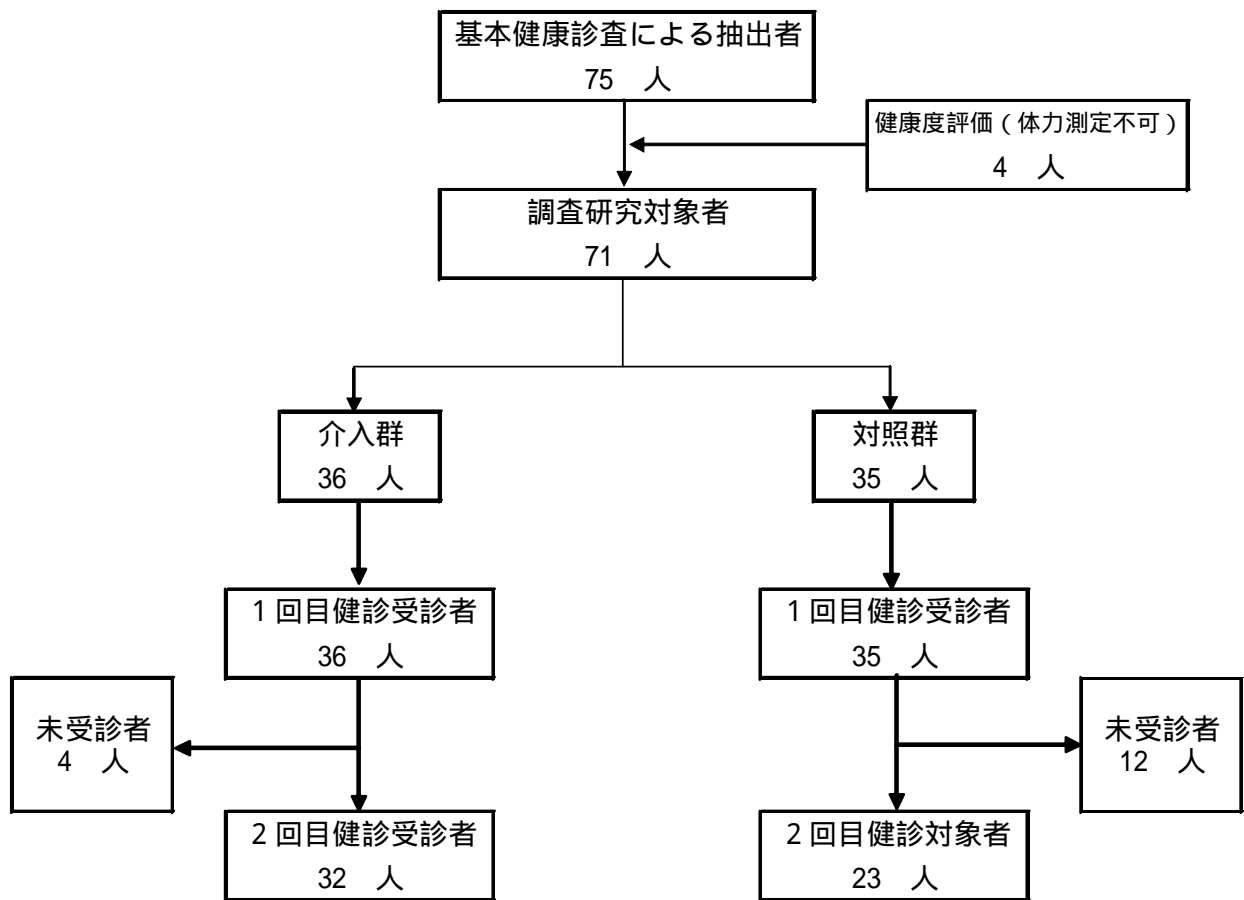 基本健康診査による抽出者
75 人
健康度評価(体力測定不可)
4 人
調査研究対象者
71 人
介入群
36 人
対照群
35 人
1回目健診受診者
36 人
1回目健診受診者
35 人
未受診者
4 人
未受診者
12 人
2回目健診受診者
32 人
2回目健診対象者
23 人